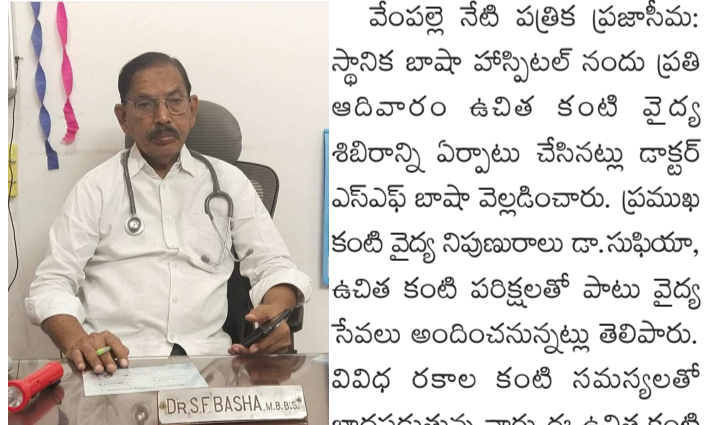 వేంపల్లె నేటి పత్రిక ప్రజాసీమ:
స్థానిక బాషా హాస్పిటల్ నందు ప్రతి
ఆదివారం ఉచిత కంటి వైద్య
శిబిరాన్ని ఏర్పాటు చేసినట్లు డాక్టర్
ఎస్ఎఫ్ బాషా వెల్లడించారు. ప్రముఖ
కంటి వైద్య నిపుణురాలు డా.సుఫియా,
ఉచిత కంటి పరిక్షలతో పాటు వైద్య
సేవలు అందించనున్నట్లు తెలిపారు.
వివిధ రకాల కంటి సమస్యలతో
DR.S.F. BASHA, M.B.B.S.